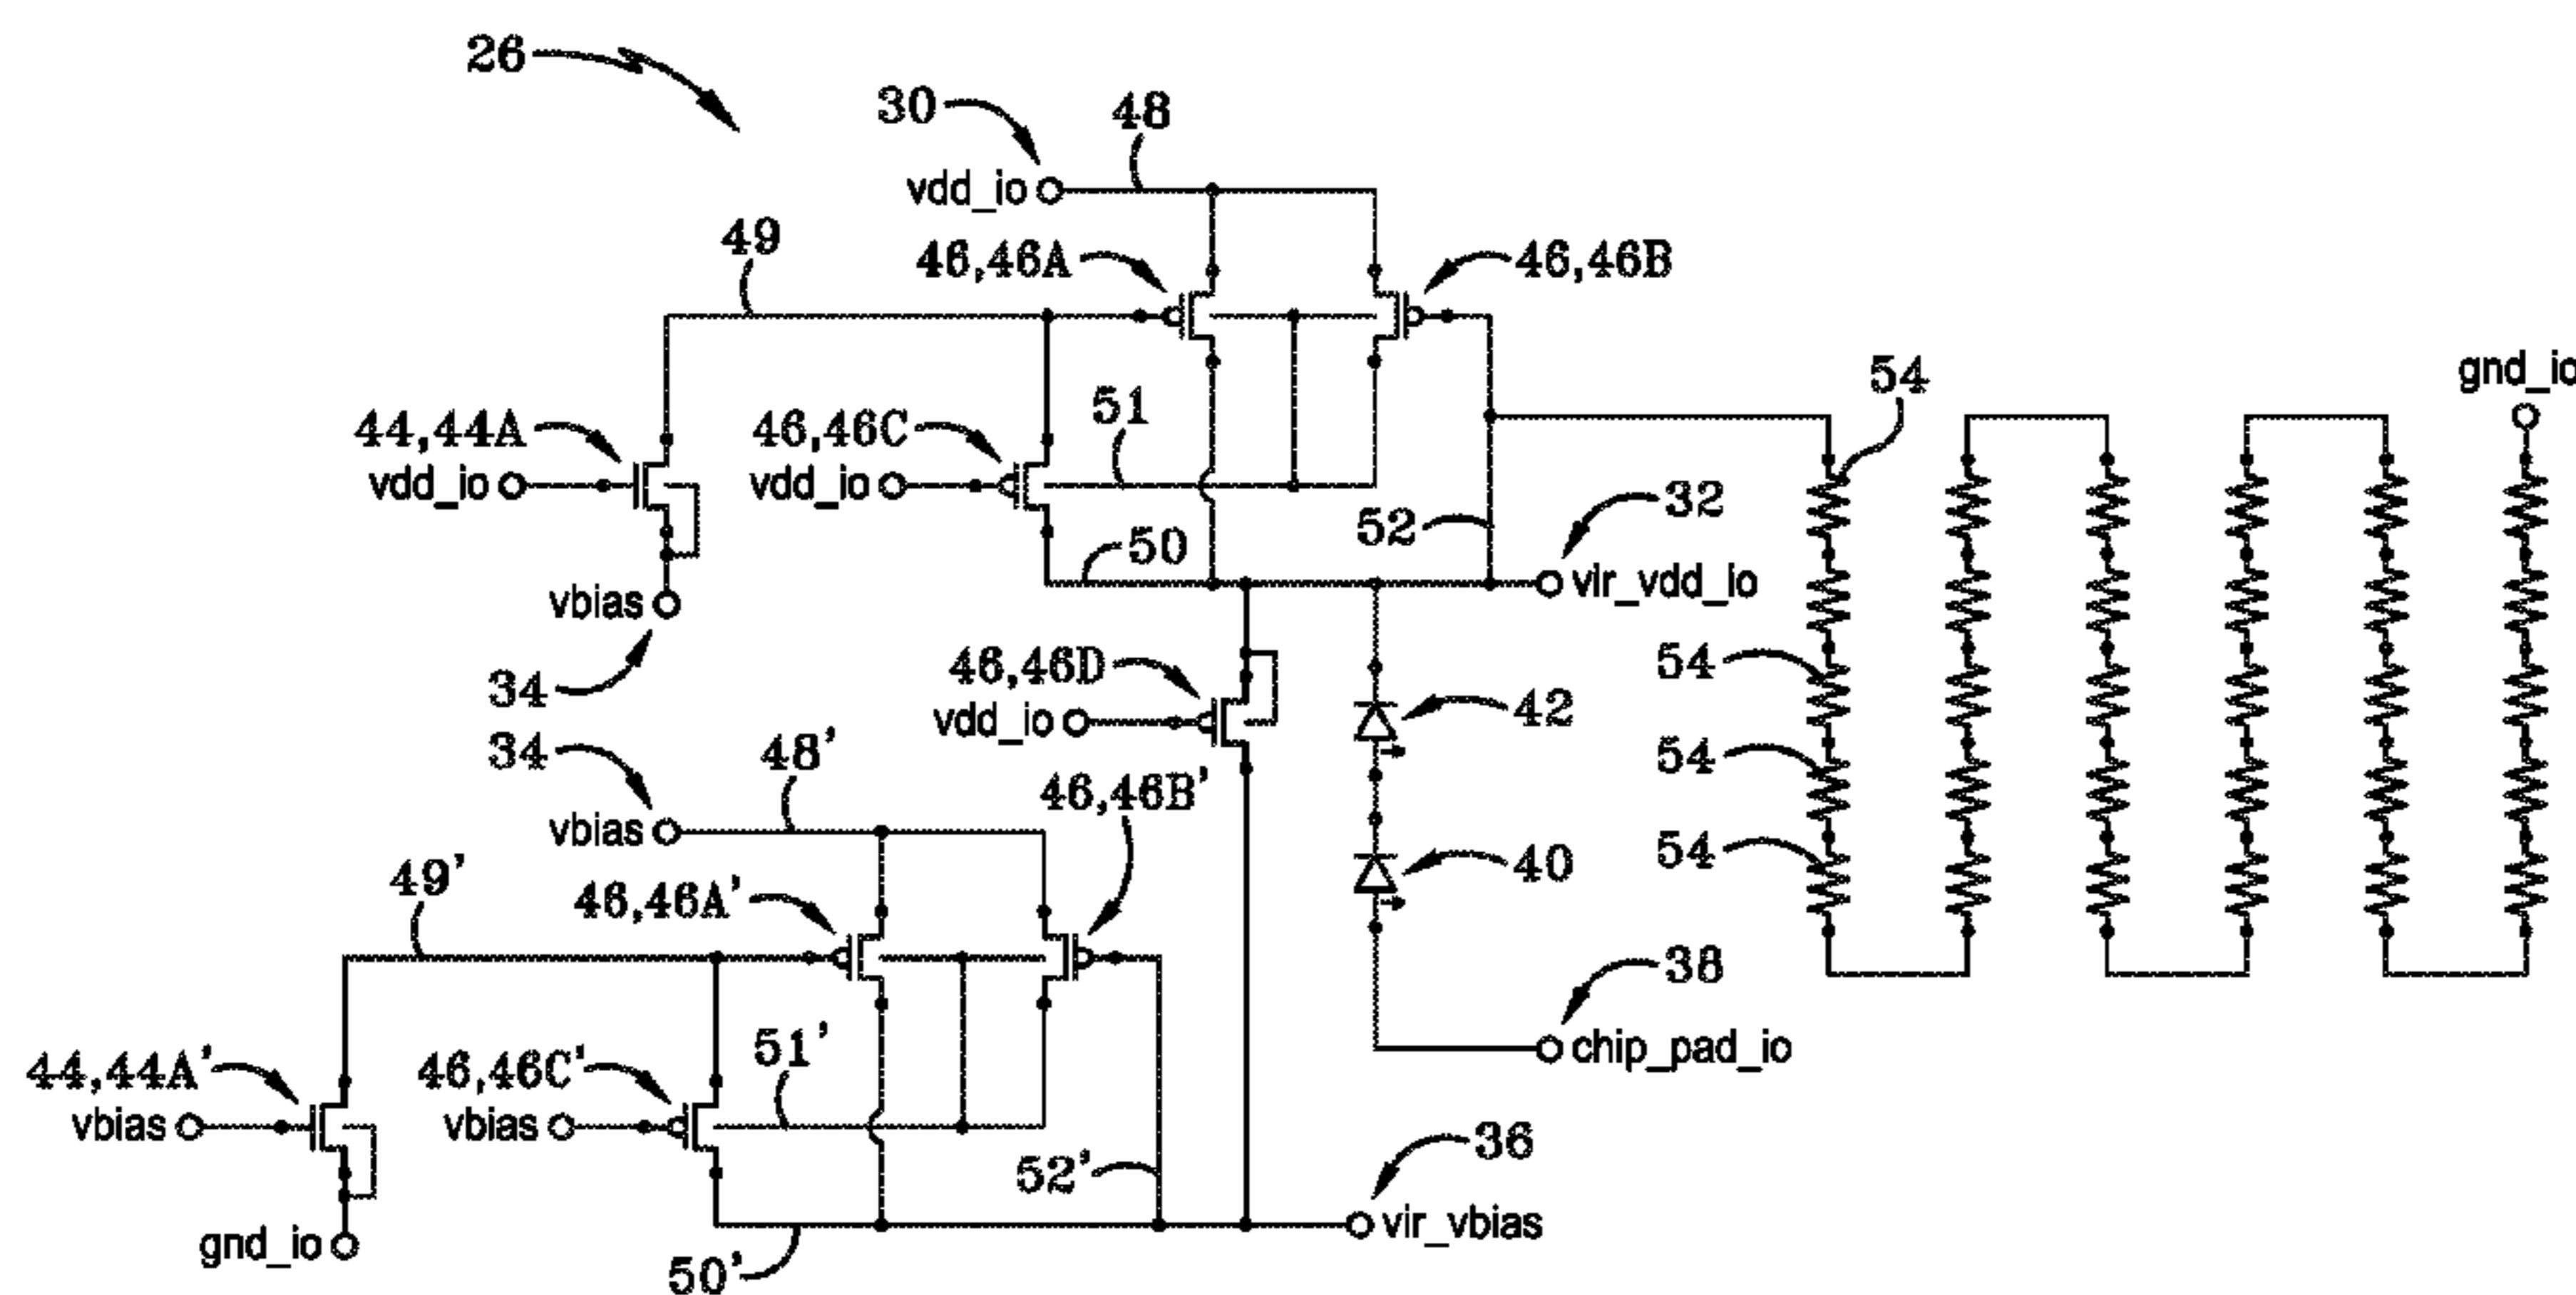 26
30
48
vdd_io
49
46,46A
46,46B
gnd_io
54
44,44A
46,46C
51
vdd_io
vdd_io
52
32
50
vir_vdd_io
vbias
34
46,46D
54
vdd_io
42
34
48'
54
46,46B'
vbias
49'
46,46A'
40
54
38
51'
chip_pad_io
44,44A'
46,46C'
vbias
vbias
52'
36
vir_vbias
gnd_io
50'